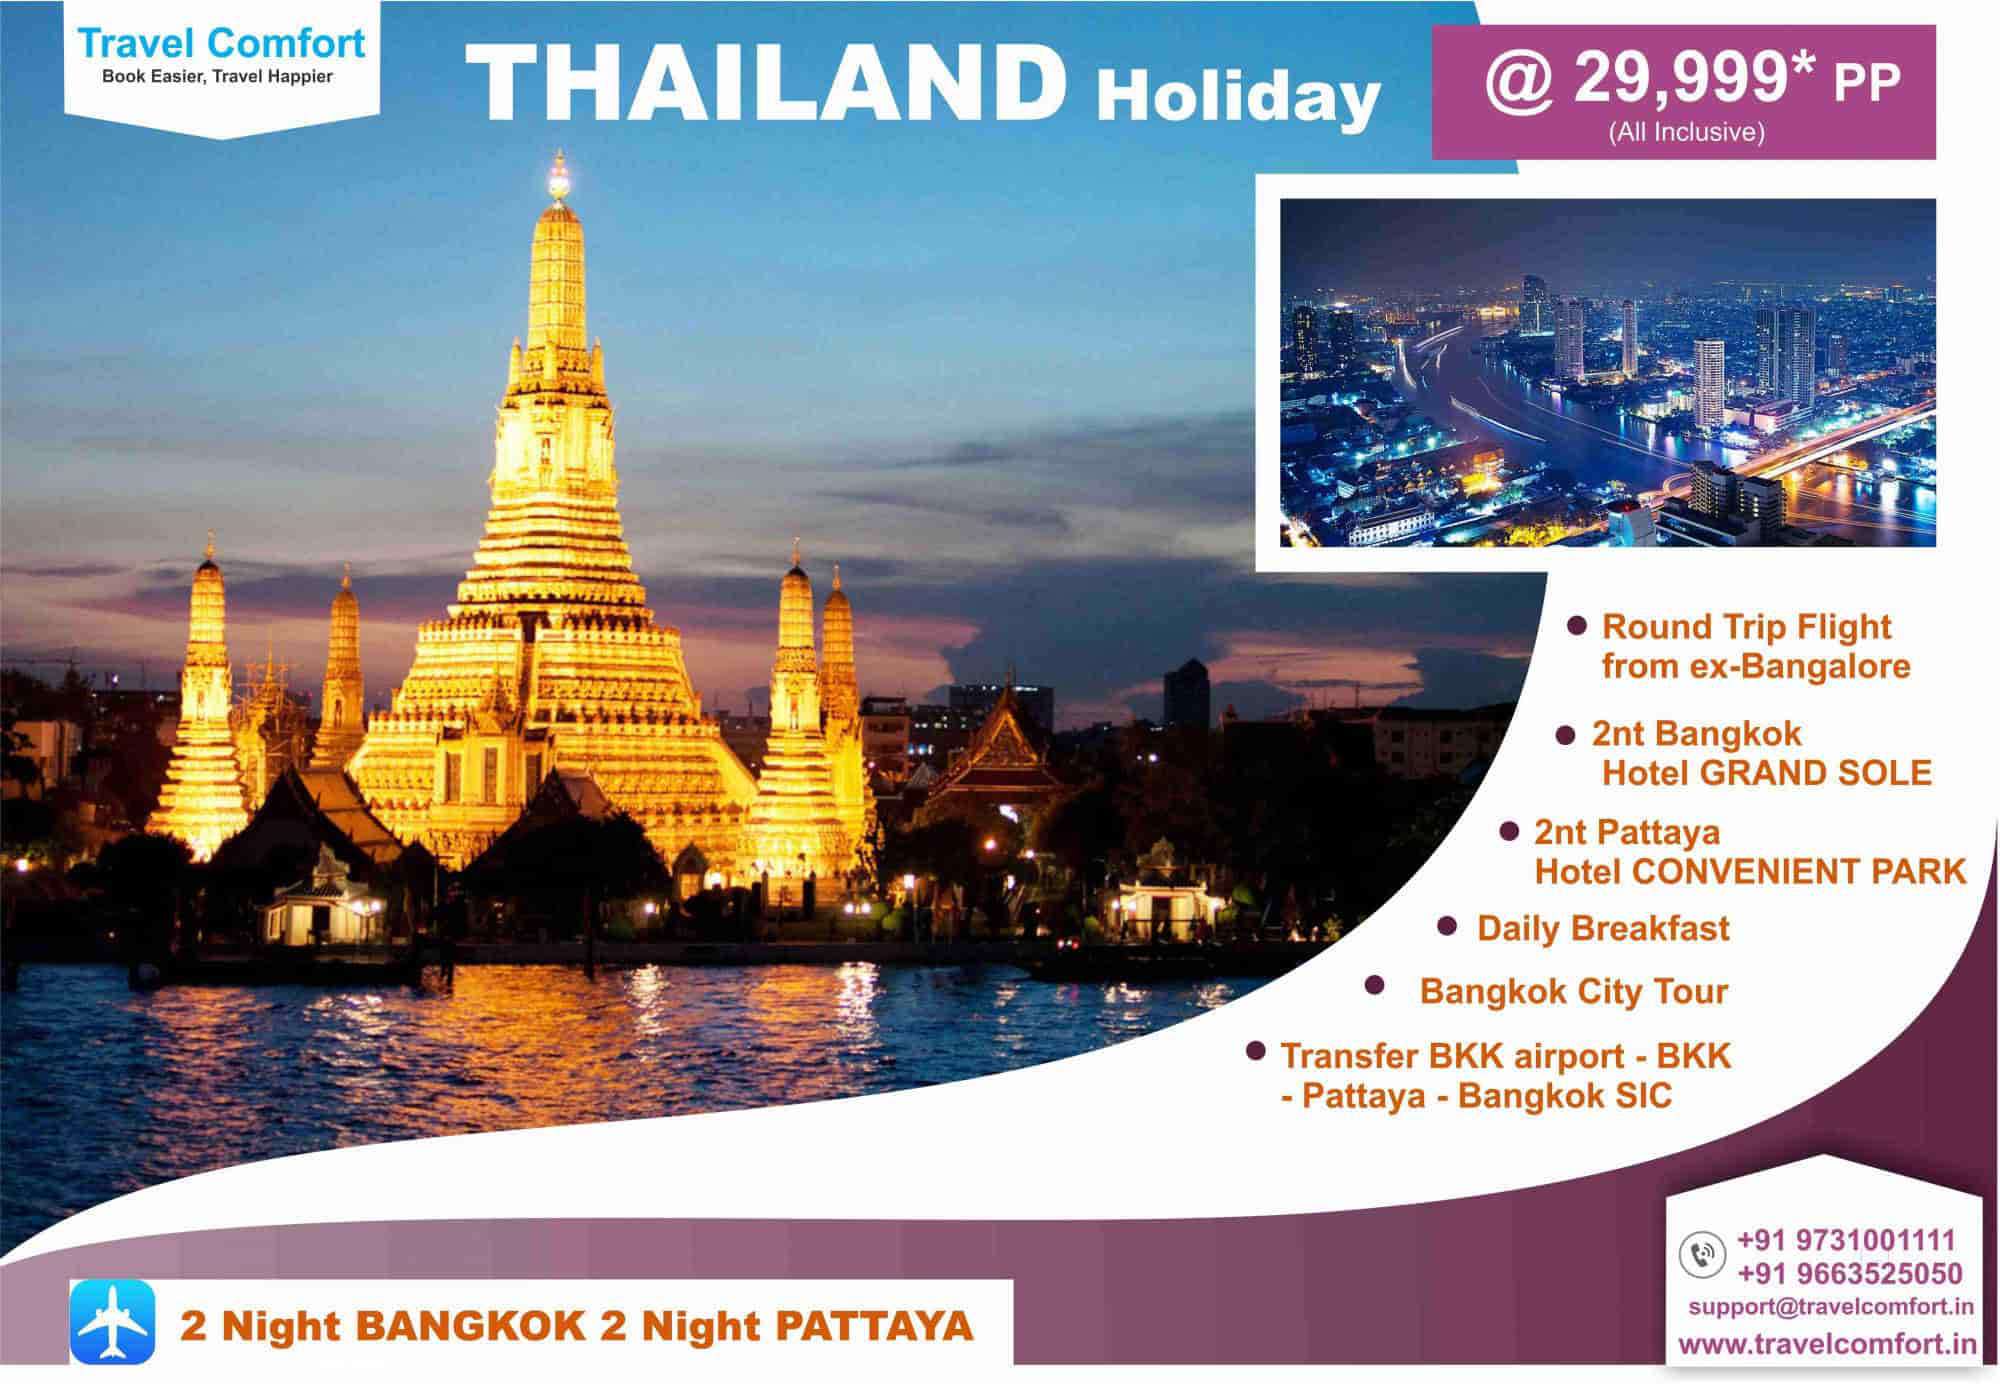 Travel Comfort
Book Easier, Travel Happier
THAILAND Holiday
@ 29,999* PP
(All Inclusive)
Round Trip Flight
from ex-Bangalore
2nt Bangkok
Hotel GRAND SOLE
2nt Pattaya
Hotel CONVENIENT PARK
Daily Breakfast
Bangkok City Tour
Transfer BKK airport - BKK
- Pattaya - Bangkok SIC
2 Night BANGKOK 2 Night PATTAYA
+91 9731001111
+91 9663525050
support@travelcomfort.in
www.travelcomfort.in